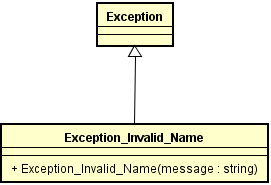 Exception
Exception_Invalid_Name
+ Exception_Invalid_Name(message : string)